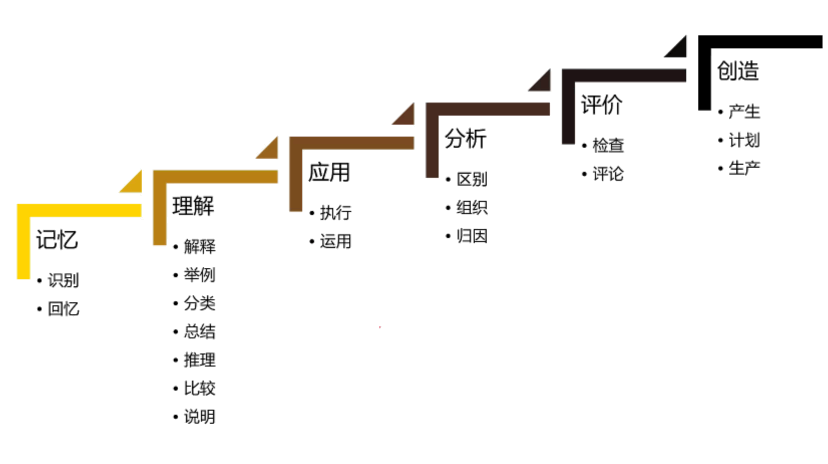 记忆
• 识别
• 回忆
理解
• 解释
• 举例
• 分类
• 总结
• 推理
• 比较
• 说明
应用
• 执行
• 运用
分析
• 区别
• 组织
• 归因
评价
• 检查
• 评论
创造
• 产生
• 计划
• 生产